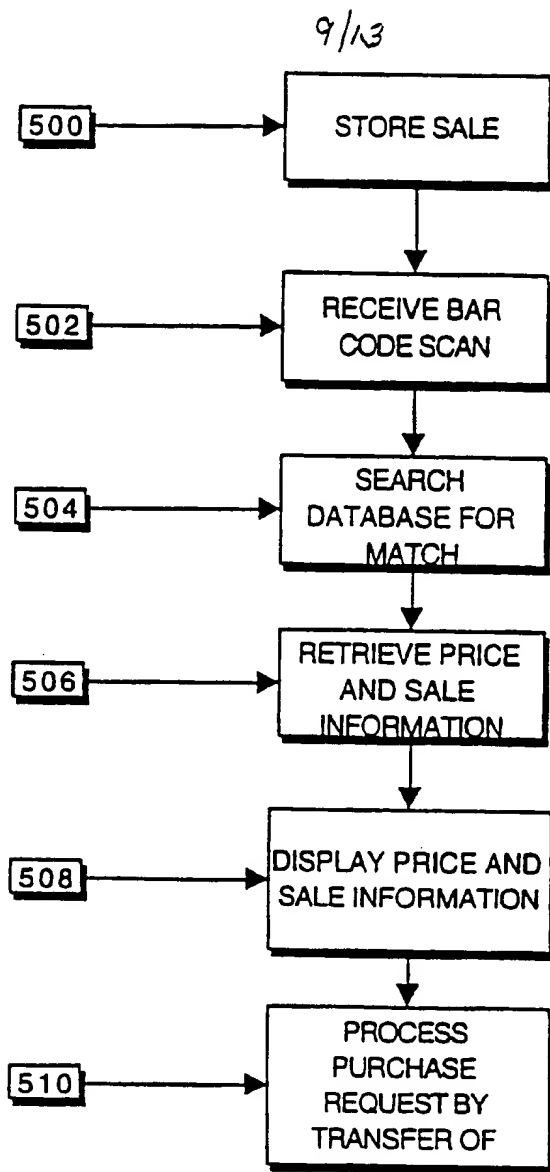 9/13
500
STORE SALE
502
RECEIVE BAR
CODE SCAN
504
SEARCH
DATABASE FOR
MATCH
506
RETRIEVE PRICE
AND SALE
INFORMATION
508
DISPLAY PRICE AND
SALE INFORMATION
510
PROCESS
PURCHASE
REQUEST BY
TRANSFER OF